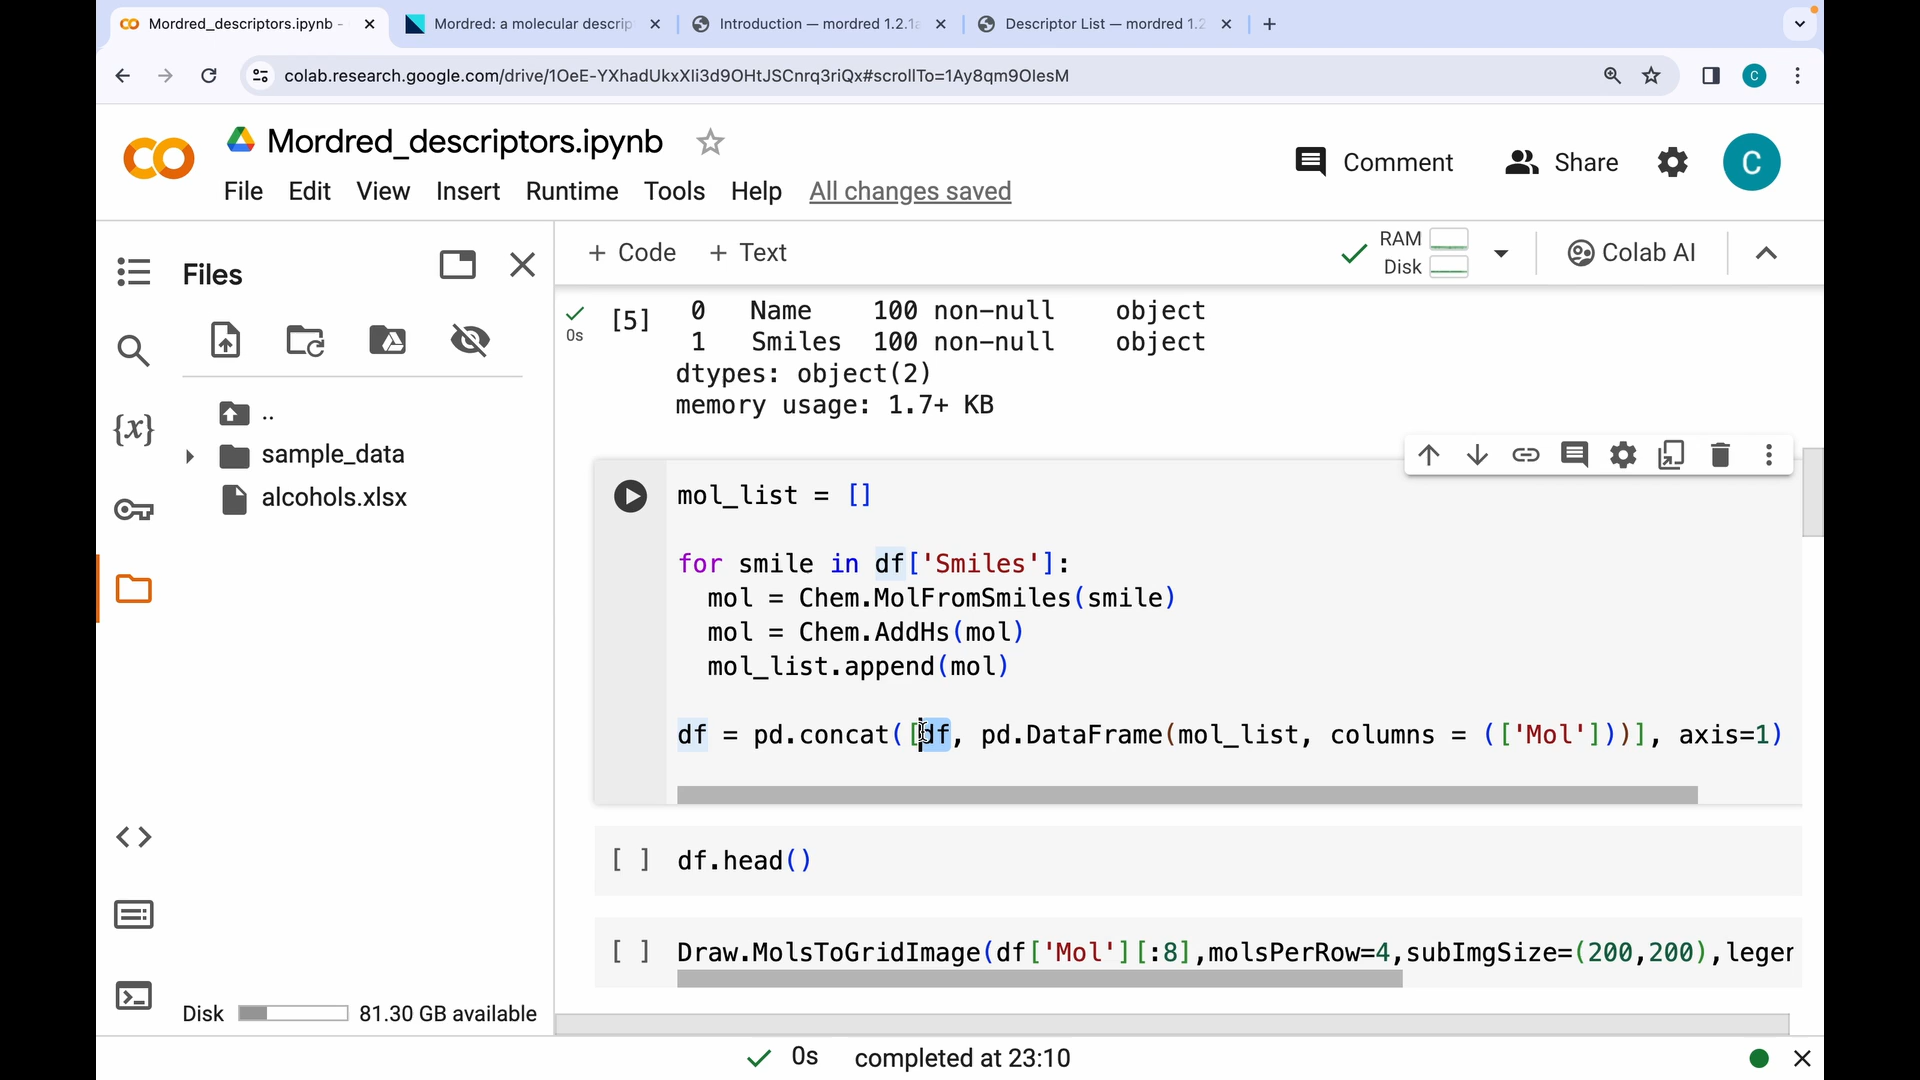 Mordred_descriptors.ipynb -
Mordred: a molecular descrip
Introduction — mordred 1.2.1a
Descriptor List — mordred 1.2
colab.research.google.com/drive/1OeE-YXhadUkxXli3d9OHtJSCnrq3riQx#scrollTo=1Ay8qm9OlesM
C
Mordred_descriptors.ipynb
Comment
Share
C
File Edit View Insert Runtime Tools Help All changes saved
Files
+ Code + Text
RAM
Disk
Colab AI
..
sample_data
alcohols.xlsx
{x}
0s
[5]
0 Name 100 non-null object
1 Smiles 100 non-null object
dtypes: object(2)
memory usage: 1.7+ KB
mol_list = []
for smile in df['Smiles']:
mol = Chem.MolFromSmiles(smile)
mol = Chem.AddHs(mol)
mol_list.append(mol)
df = pd.concat([df, pd.DataFrame(mol_list, columns = (['Mol']))], axis=1)
[ ] df.head()
[ ] Draw.MolsToGridImage(df['Mol'][:8],molsPerRow=4,subImgSize=(200,200),leger
Disk 81.30 GB available
0s completed at 23:10